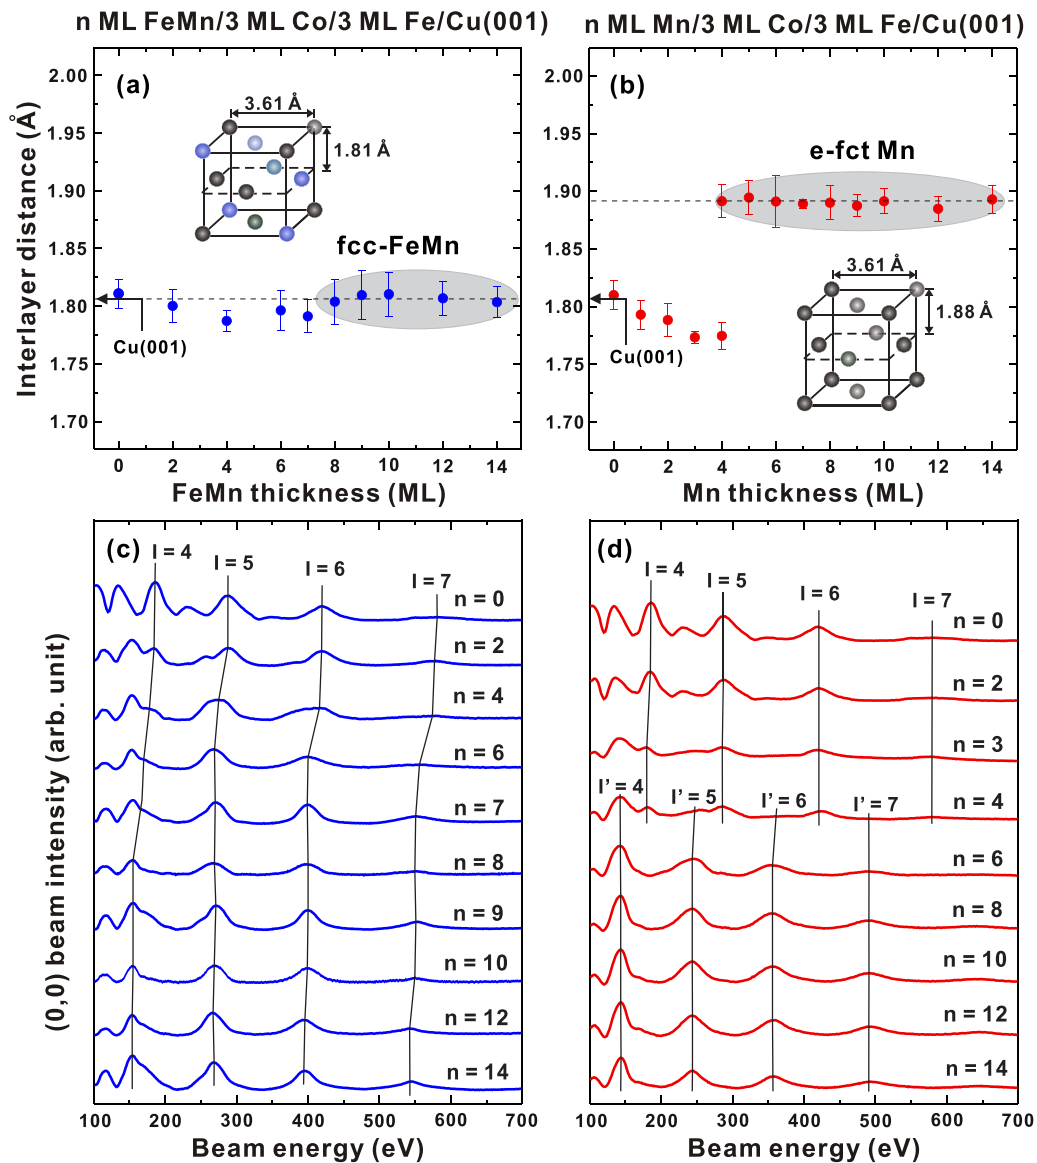 n ML FeMn/3 ML Co/3 ML Fe/Cu(001)
n ML Mn/3 ML Co/3 ML Fe/Cu(001)
(a)
Interlayer distance (Å)
2.00
1.95
1.90
1.85
1.80
1.75
1.70
3.61 Å
1.81 Å
fcc-FeMn
Cu(001)
0 2 4 6 8 10 12 14
FeMn thickness (ML)
(b)
2.00
1.95
1.90
1.85
1.80
1.75
1.70
e-fct Mn
3.61 Å
1.88 Å
Cu(001)
0 2 4 6 8 10 12 14
Mn thickness (ML)
(c)
(0,0) beam intensity (arb. unit)
l = 4
l = 5
l = 6
l = 7
n = 0
n = 2
n = 4
n = 6
n = 7
n = 8
n = 9
n = 10
n = 12
n = 14
100 200 300 400 500 600 700
Beam energy (eV)
(d)
l = 4
l = 5
l = 6
l = 7
n = 0
n = 2
n = 3
n = 4
l' = 4
l' = 5
l' = 6
l' = 7
n = 6
n = 8
n = 10
n = 12
n = 14
100 200 300 400 500 600 700
Beam energy (eV)